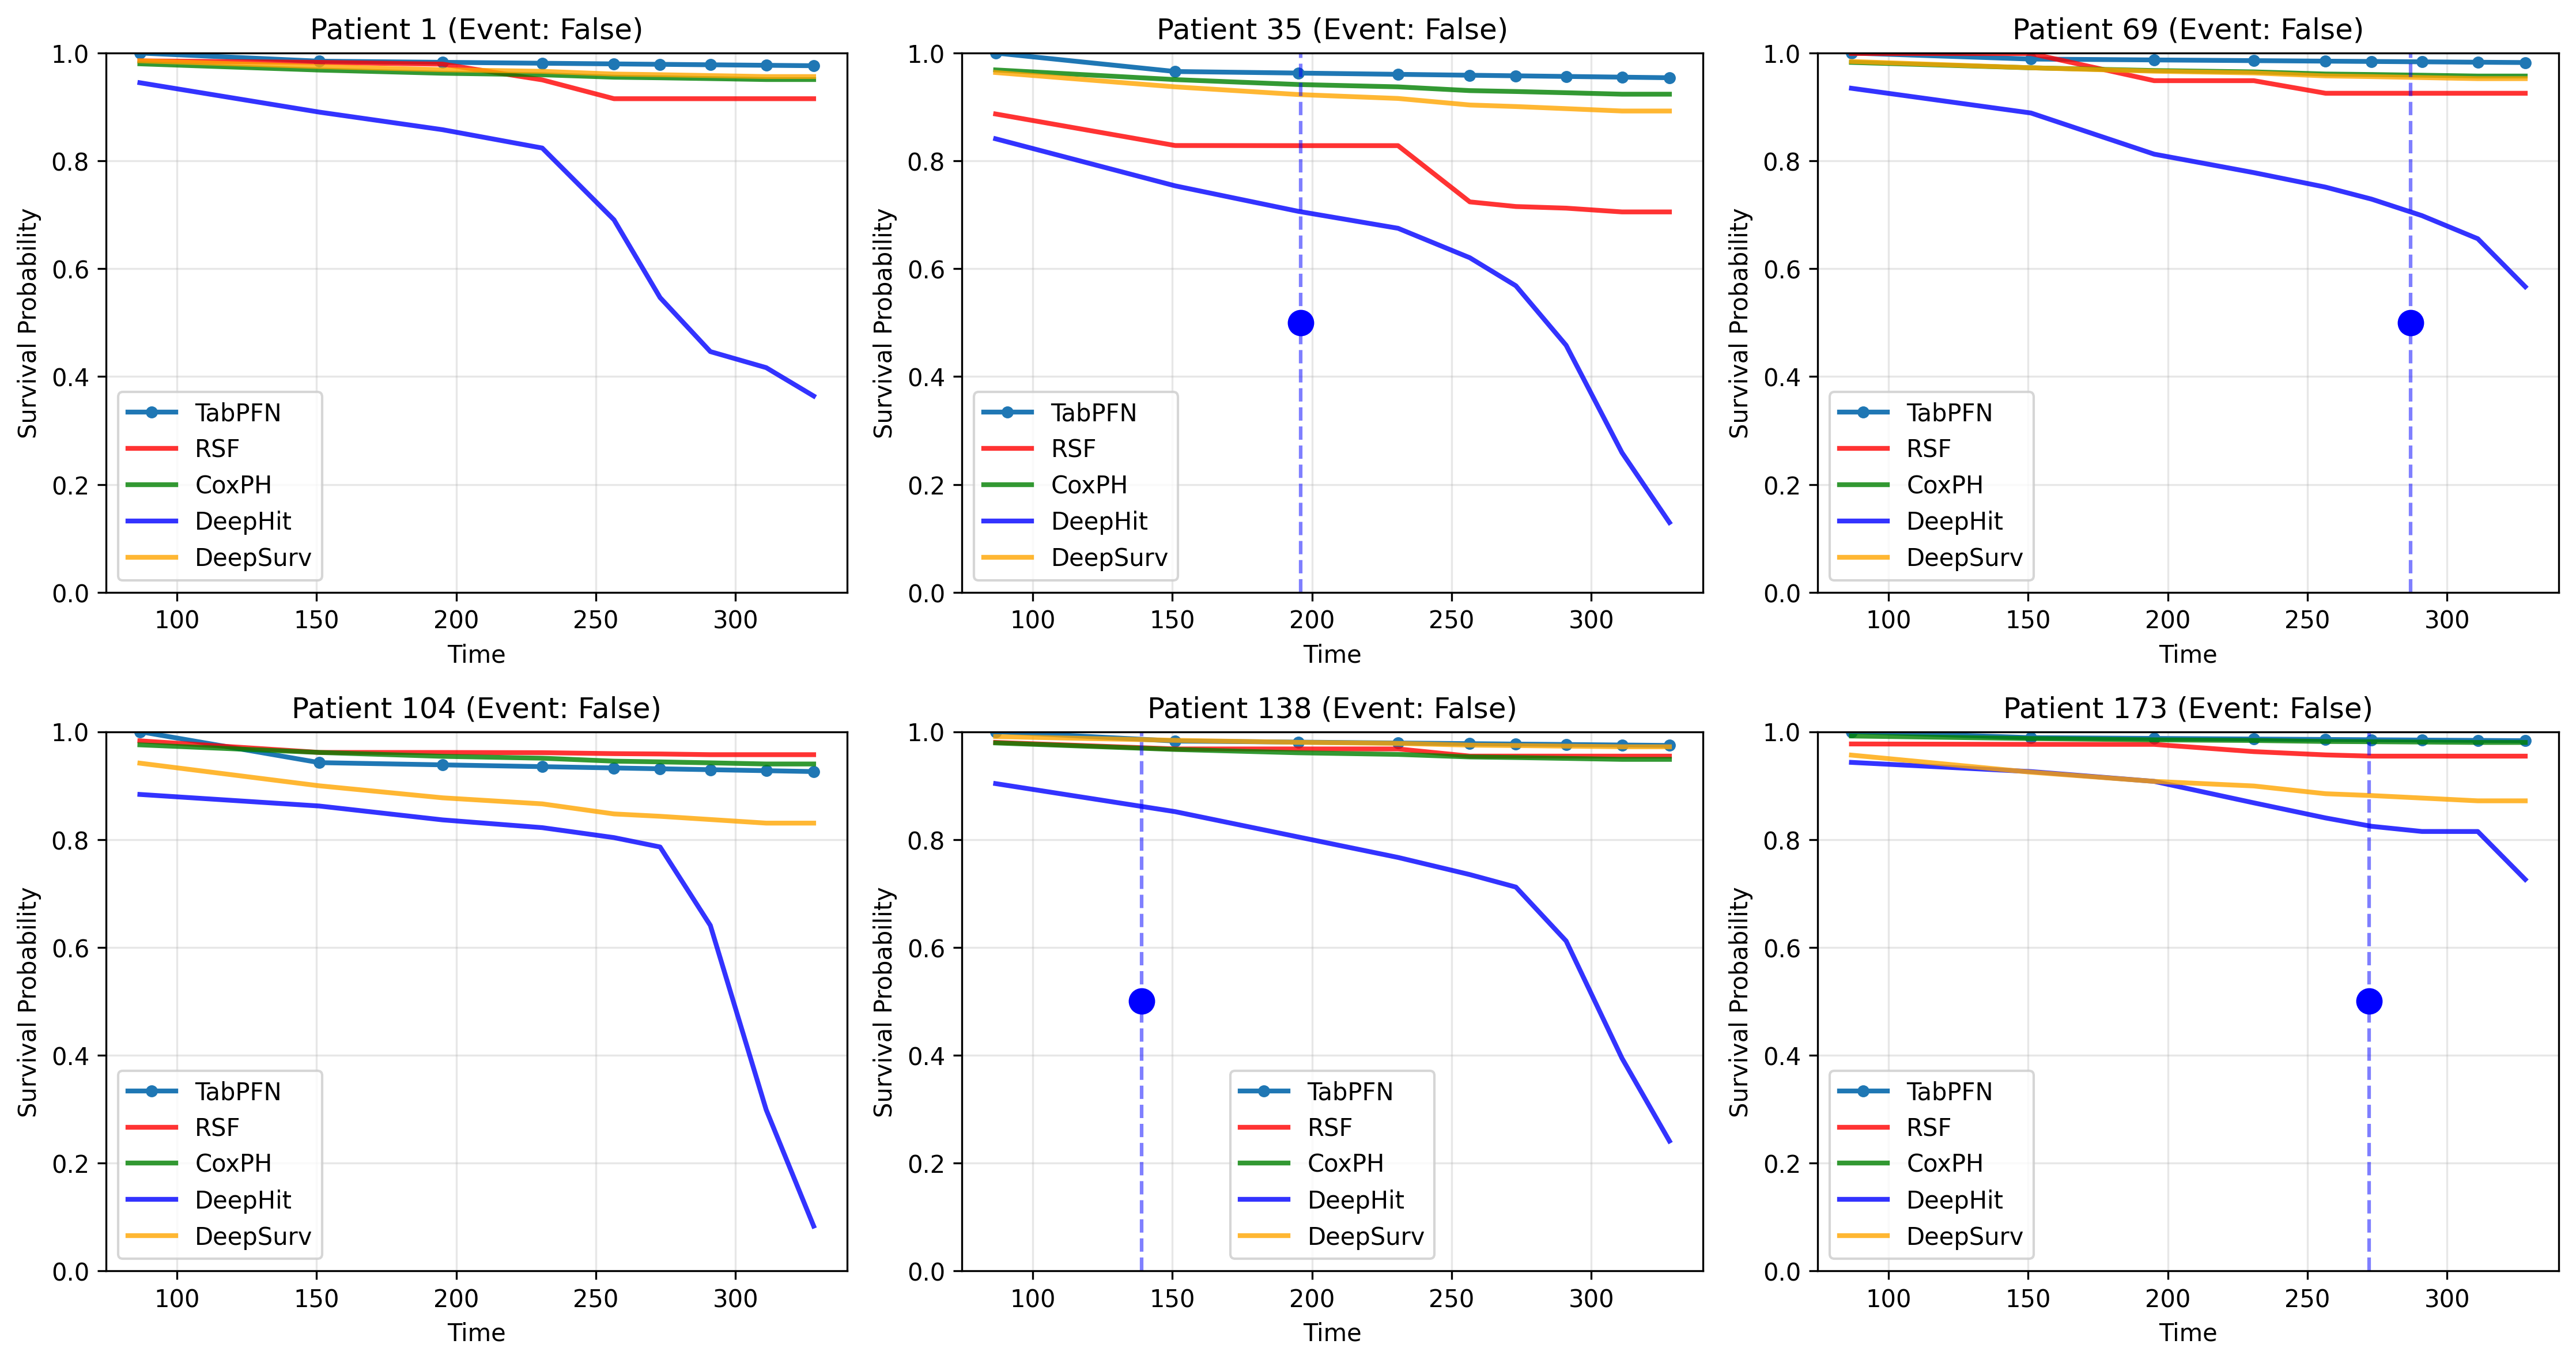 Patient 1 (Event: False)
1.0
0.8
0.6
0.4
0.2
0.0
Survival Probability
TabPFN
RSF
CoxPH
DeepHit
DeepSurv
100 150 200 250 300
Time
Patient 35 (Event: False)
1.0
0.8
0.6
0.4
0.2
0.0
Survival Probability
TabPFN
RSF
CoxPH
DeepHit
DeepSurv
100 150 200 250 300
Time
Patient 69 (Event: False)
1.0
0.8
0.6
0.4
0.2
0.0
Survival Probability
TabPFN
RSF
CoxPH
DeepHit
DeepSurv
100 150 200 250 300
Time
Patient 104 (Event: False)
1.0
0.8
0.6
0.4
0.2
0.0
Survival Probability
TabPFN
RSF
CoxPH
DeepHit
DeepSurv
100 150 200 250 300
Time
Patient 138 (Event: False)
1.0
0.8
0.6
0.4
0.2
0.0
Survival Probability
TabPFN
RSF
CoxPH
DeepHit
DeepSurv
100 150 200 250 300
Time
Patient 173 (Event: False)
1.0
0.8
0.6
0.4
0.2
0.0
Survival Probability
TabPFN
RSF
CoxPH
DeepHit
DeepSurv
100 150 200 250 300
Time